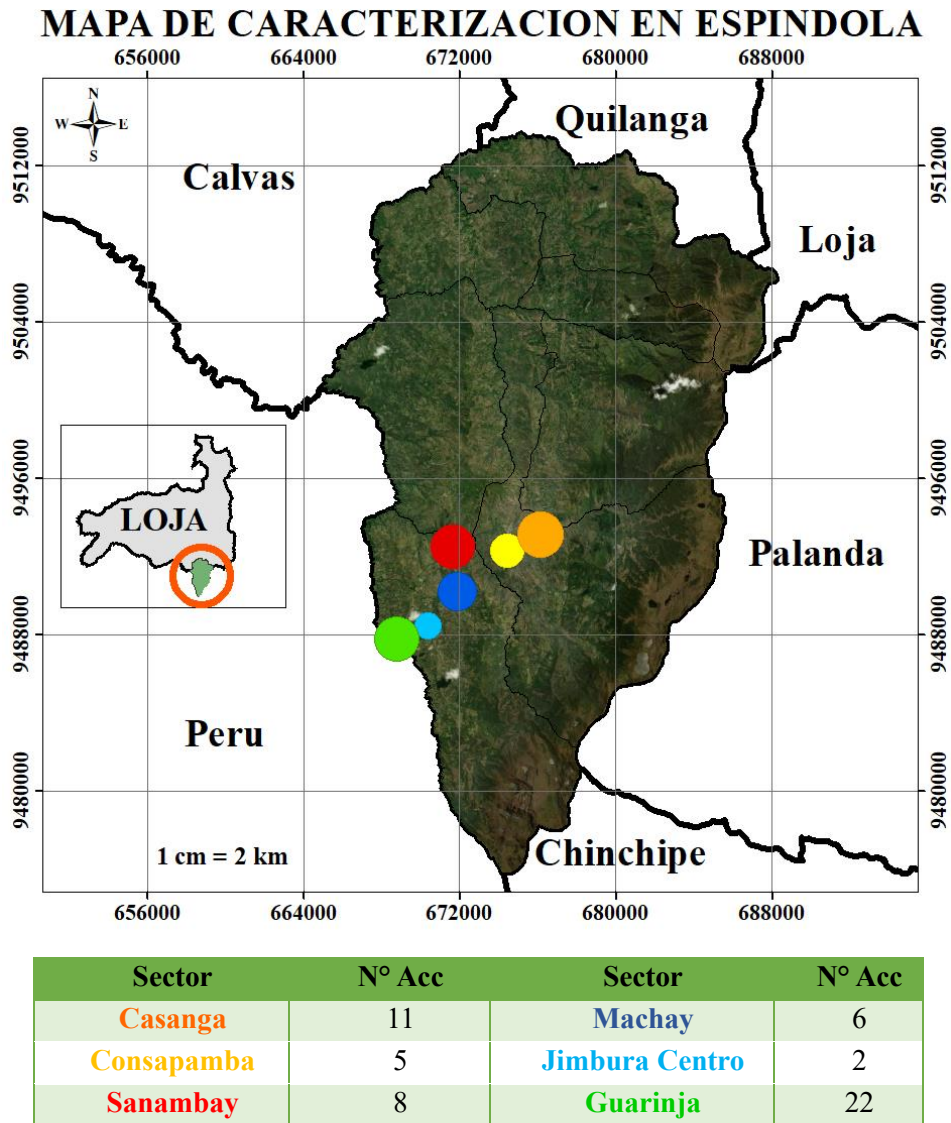 MAPA DE CARACTERIZACION EN ESPINDOLA
656000 664000 672000 680000 688000
N
W E
S
Quilanga
Calvas
9512000 9512000
Loja
9504000 9504000
9496000 9496000
LOJA
Palanda
9488000 9488000
Peru
9480000 9480000
1 cm = 2 km
Chinchipe
656000 664000 672000 680000 688000
Sector N° Acc Sector N° Acc
Casanga 11 Machay 6
Consapamba 5 Jimbura Centro 2
Sanambay 8 Guarinja 22